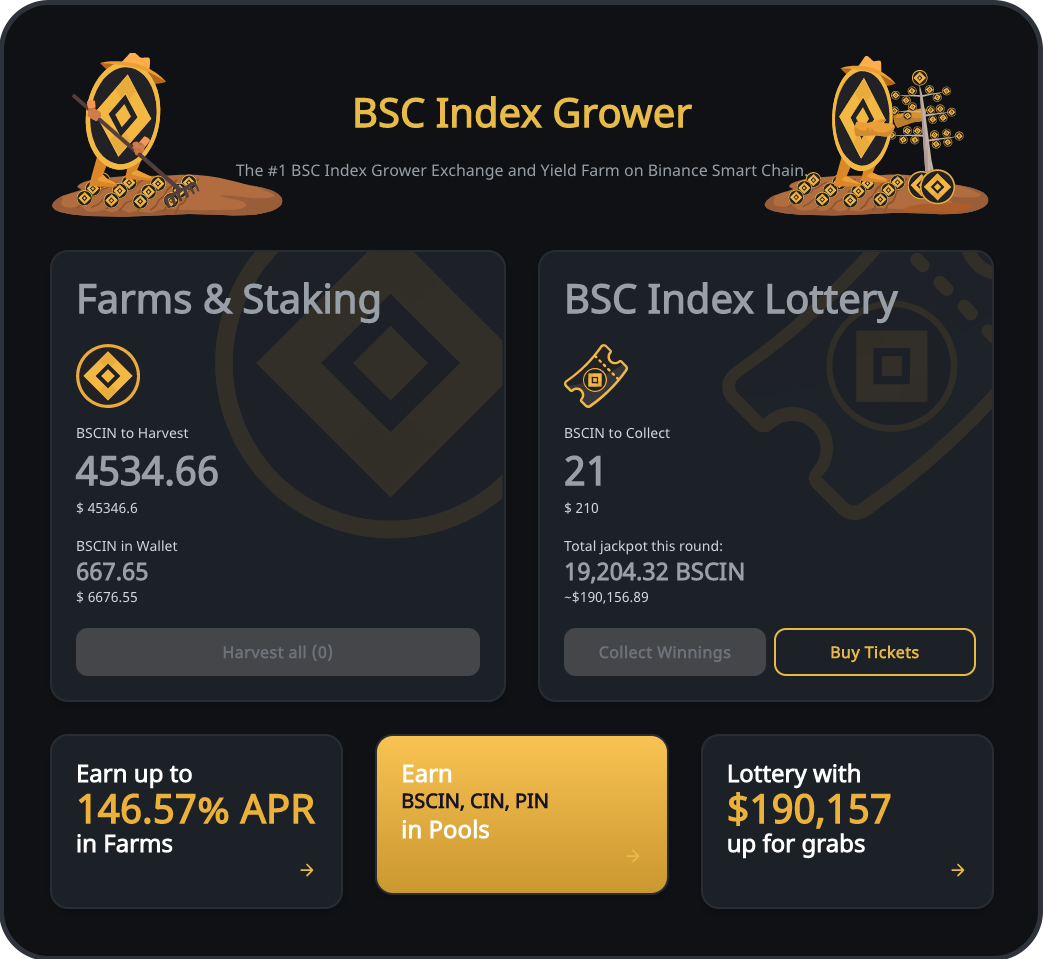 BSC Index Grower
The #1 BSC Index Grower Exchange and Yield Farm on Binance Smart Chain.
Farms & Staking
BSCIN to Harvest
4534.66
$ 45346.6
BSCIN in Wallet
667.65
$ 6676.55
Harvest all (0)
BSC Index Lottery
BSCIN to Collect
21
$ 210
Total jackpot this round:
19,204.32 BSCIN
~$190,156.89
Collect Winnings
Buy Tickets
Earn up to
146.57% APR
in Farms
Earn
BSCIN, CIN, PIN
in Pools
Lottery with
$190,157
up for grabs